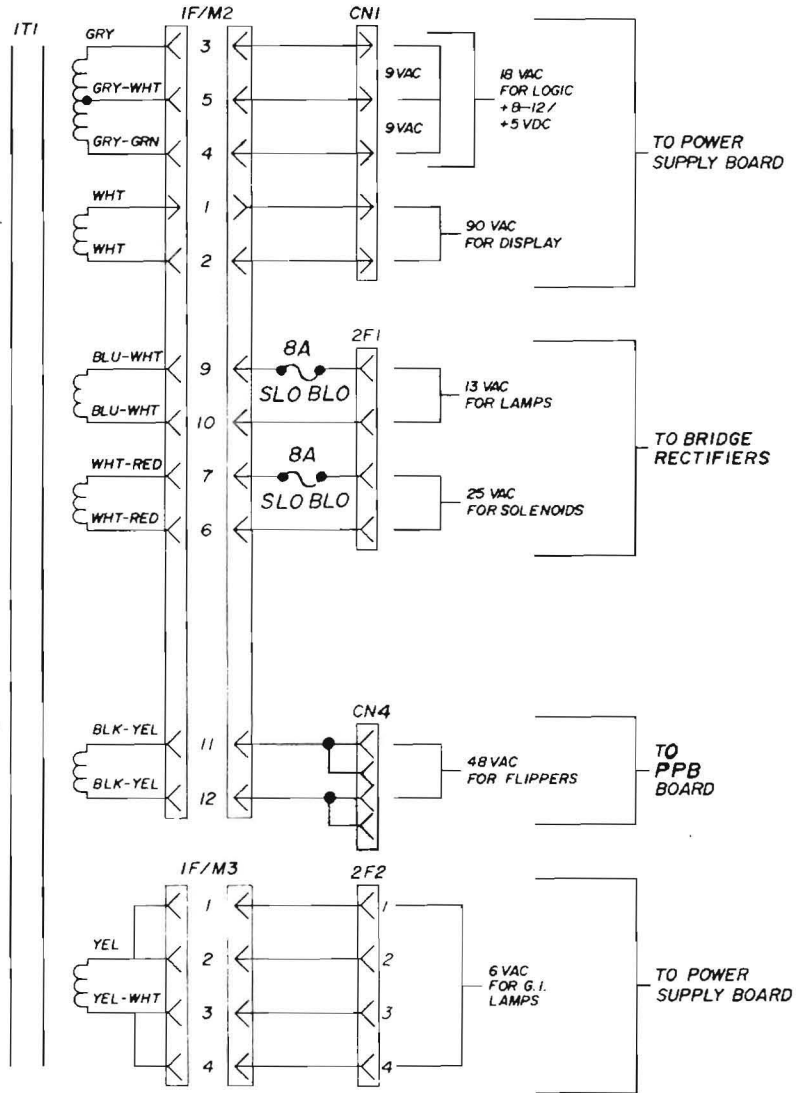 1T1
1F/M2
CN1
GRY
3
GRY-WHT
5
GRY-GRN
4
9 VAC
9 VAC
18 VAC
FOR LOGIC
+8-12/
+5 VDC
TO POWER
SUPPLY BOARD
WHT
1
WHT
2
90 VAC
FOR DISPLAY
2F1
BLU-WHT
9
8A
SLO BLO
BLU-WHT
10
13 VAC
FOR LAMPS
WHT-RED
7
8A
SLO BLO
WHT-RED
6
25 VAC
FOR SOLENOIDS
TO BRIDGE
RECTIFIERS
CN4
BLK-YEL
11
BLK-YEL
12
48 VAC
FOR FLIPPERS
TO
PPB
BOARD
1F/M3
2F2
1
1
YEL
2
2
YEL-WHT
3
3
4
4
6 VAC
FOR G.I.
LAMPS
TO POWER
SUPPLY BOARD